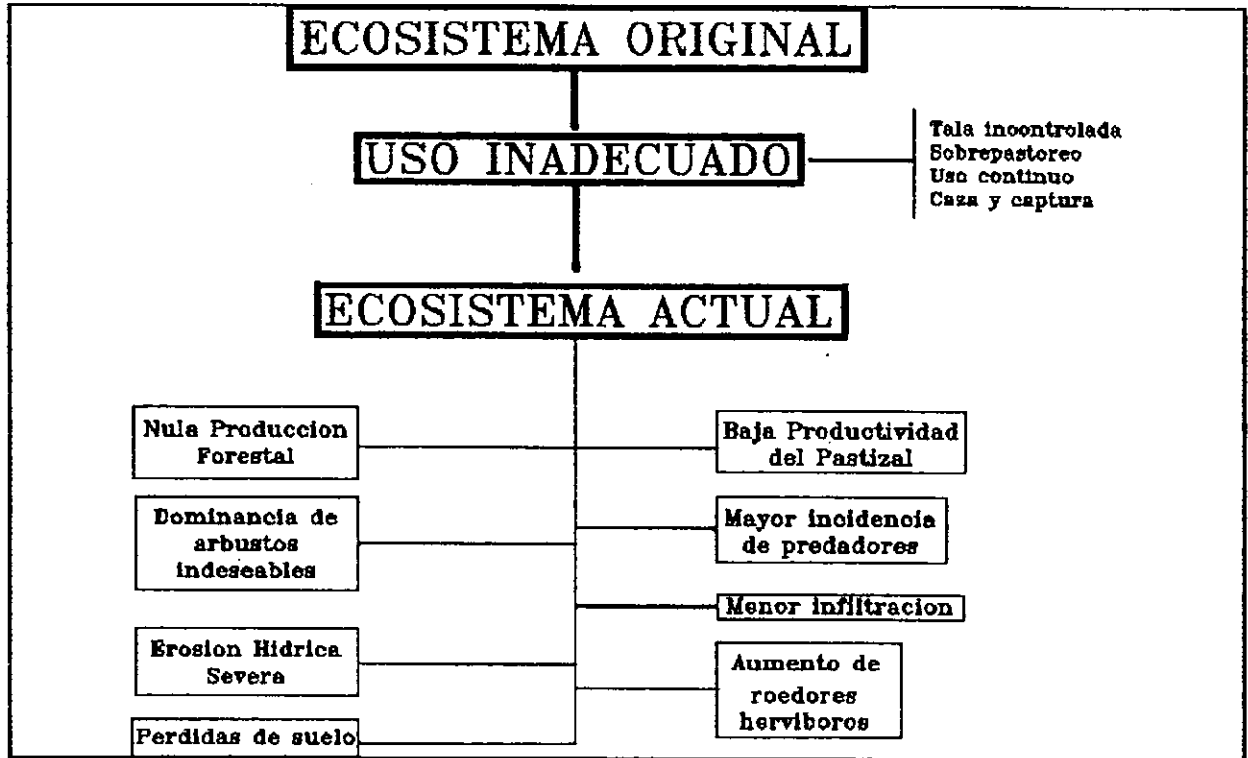 ECOSISTEMA ORIGINAL
USO INADECUADO
Tala incontrolada
Sobrepastoreo
Uso continuo
Caza y captura
ECOSISTEMA ACTUAL
Nula Produccion
Forestal
Baja Productividad
del Pastizal
Dominancia de
arbustos
indeseables
Mayor incidencia
de predadores
Menor infiltracion
Erosion Hidrica
Severa
Aumento de
roedores
herviboros
Perdidas de suelo